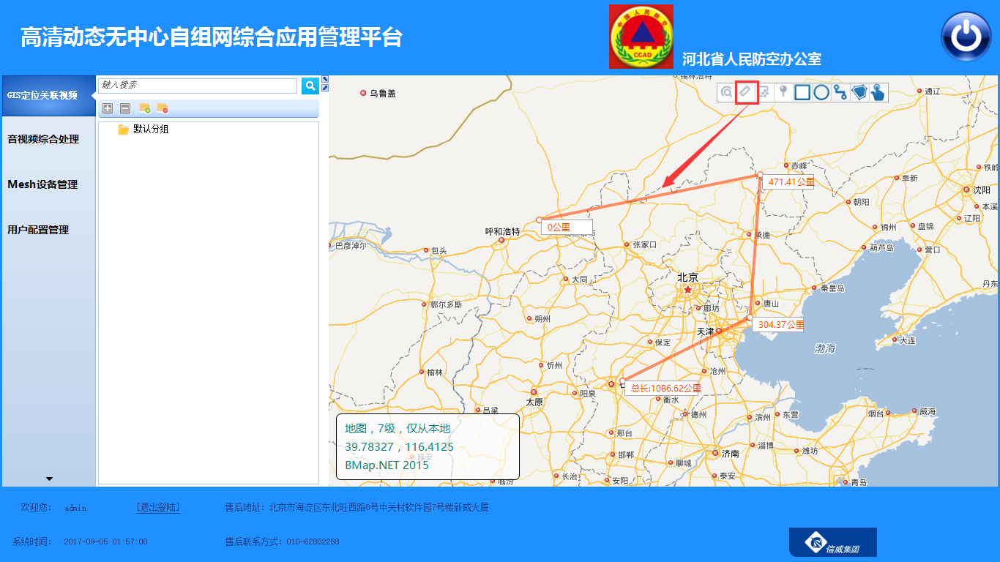 高清动态无中心自组网综合应用管理平台
中国人民防空
CCAD
河北省人民防空办公室
GIS定位关联视频
音视频综合处理
Mesh设备管理
用户配置管理
键入搜索
默认分组
锡林浩特
乌鲁盖
通辽
赤峰
铁岭
471.41公里
阜新
沈阳
朝阳
本溪
辽阳
0公里
呼和浩特
锦州
盘锦
承德
巴彦淖尔
包头
张家口
葫芦岛
营口
大同
北京
丹东
秦皇岛
鄂尔多斯
唐山
廊坊
朔州
304.37公里
天津
保定
大连
渤海
忻州
榆林
沧州
总长:1086.62公里
阳泉
衡水
太原
吕梁
德州
滨州
东营
烟台
威海
地图，7级，仅从本地
39.78327，116.4125
BMap.NET 2015
延安
邢台
邯郸
淄博
潍坊
济南
聊城
长治
安阳
泰安
临汾
青岛
欢迎您：
admin
[退出登陆]
售后地址：北京市海淀区东北旺西路8号中关村软件园7号楼新威大厦
系统时间：
2017-09-05 01:57:00
售后联系方式：010-62802288
信威集团